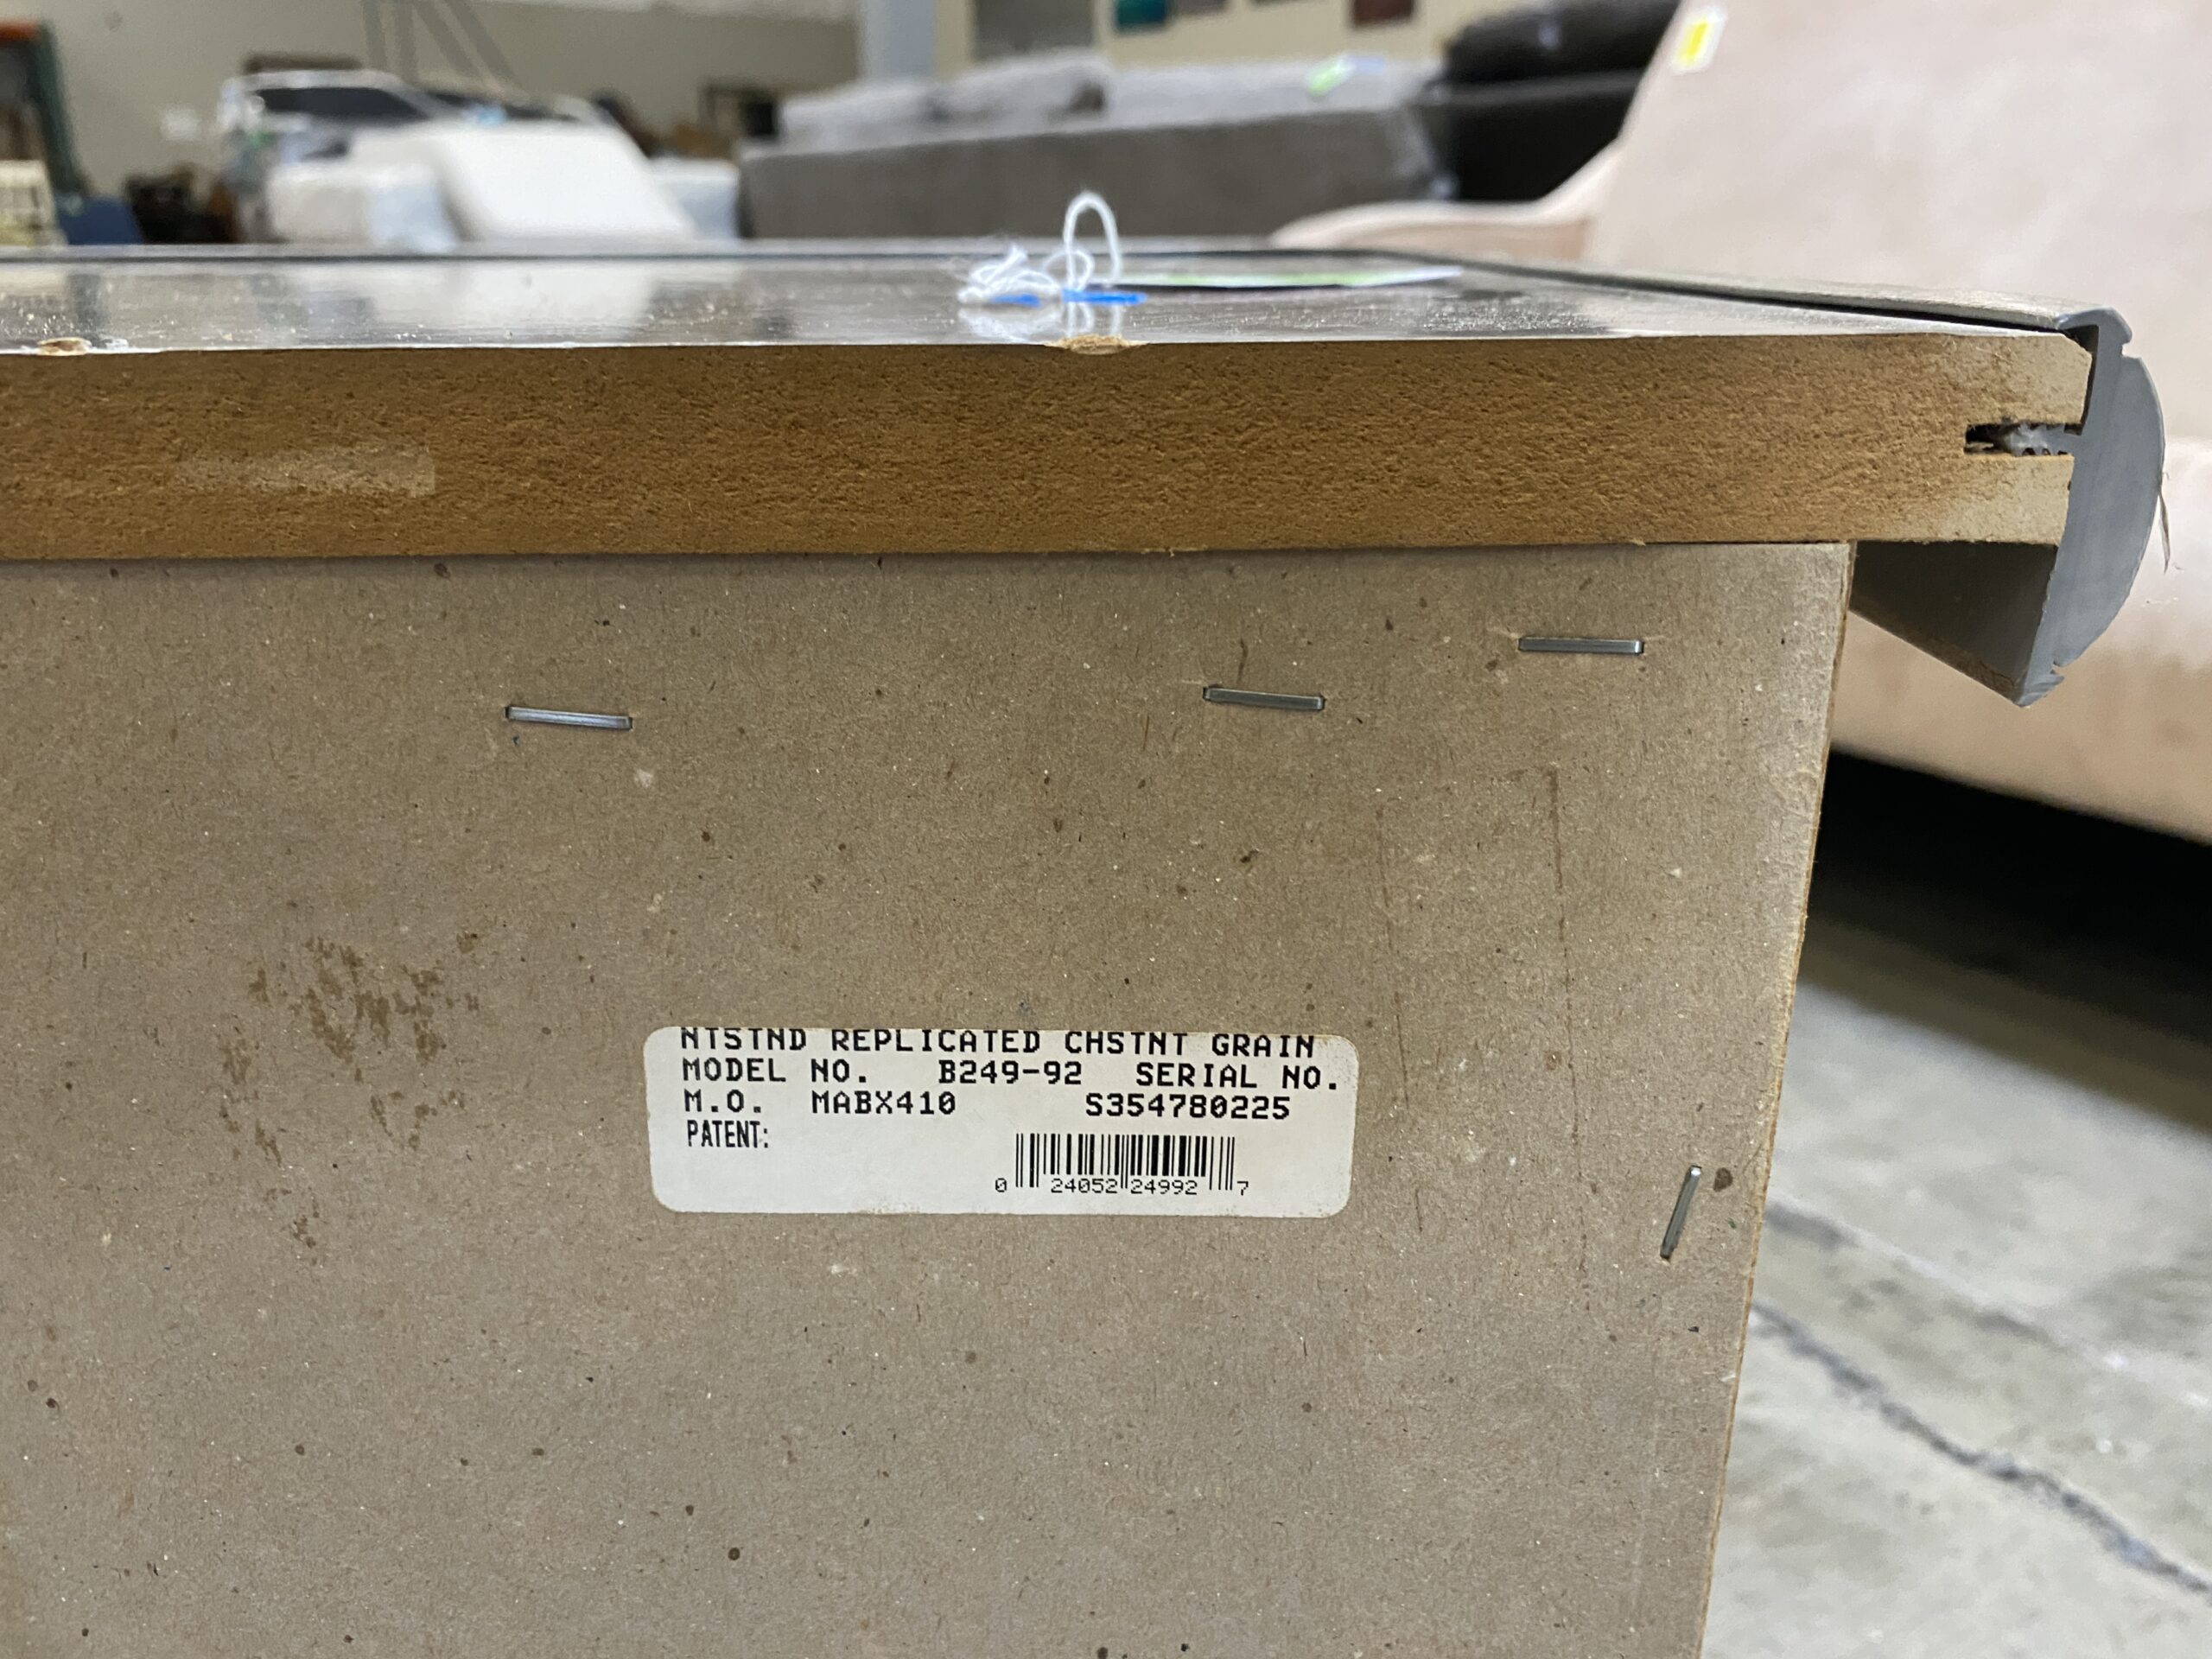 NTSTND REPLICATED CHSTNT GRAIN
MODEL NO. B249-92 SERIAL NO.
M.O. MABX410 S354780225
PATENT:
0 24052 24992 7